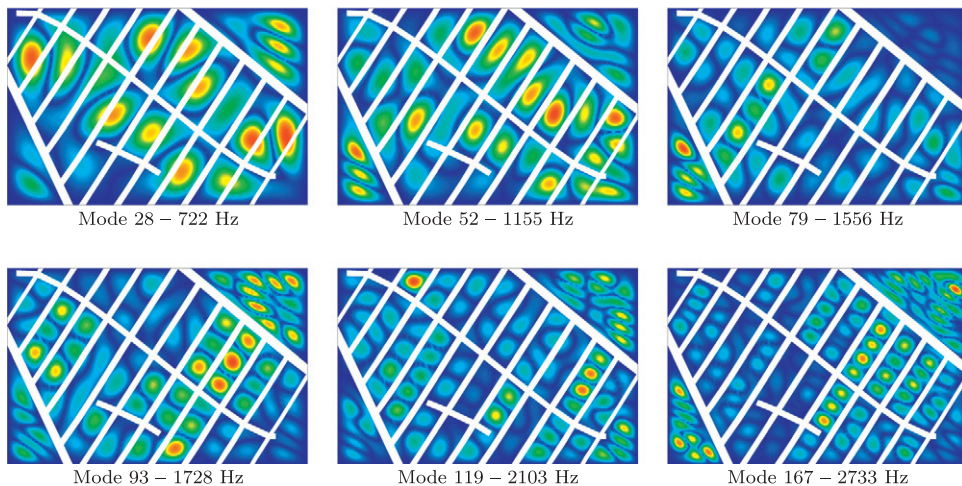 Mode 28 – 722 Hz
Mode 52 – 1155 Hz
Mode 79 – 1556 Hz
Mode 93 – 1728 Hz
Mode 119 – 2103 Hz
Mode 167 – 2733 Hz